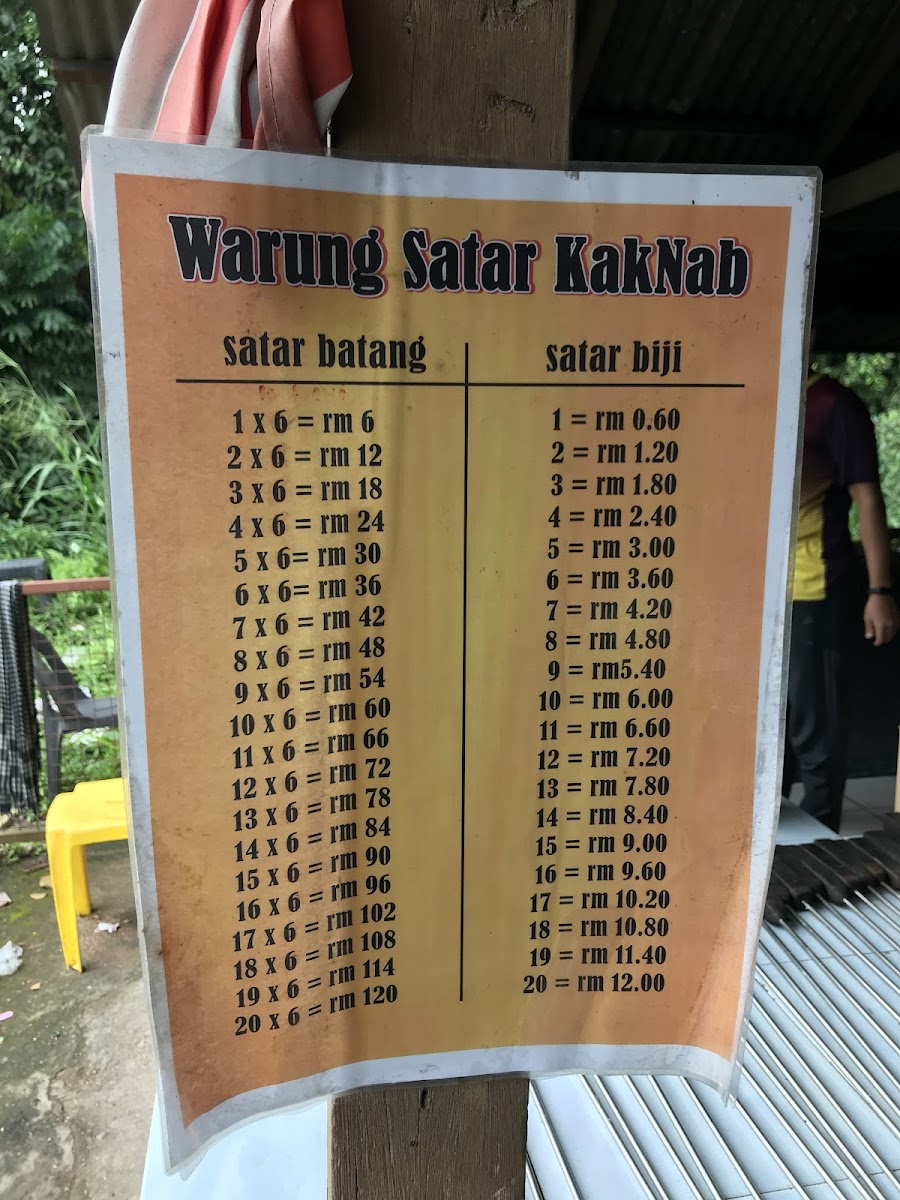 Warung Satar KakNab
satar batang
1 x 6 = rm 6
2 x 6 = rm 12
3 x 6 = rm 18
4 x 6 = rm 24
5 x 6= rm 30
6 x 6= rm 36
7 x 6 = rm 42
8 x 6 = rm 48
9 x 6 = rm 54
10 x 6 = rm 60
11 x 6 = rm 66
12 x 6 = rm 72
13 x 6 = rm 78
14 x 6 = rm 84
15 x 6 = rm 90
16 x 6 = rm 96
17 x 6 = rm 102
18 x 6 = rm 108
19 x 6 = rm 114
20 x 6 = rm 120
satar biji
1 = rm 0.60
2 = rm 1.20
3 = rm 1.80
4 = rm 2.40
5 = rm 3.00
6 = rm 3.60
7 = rm 4.20
8 = rm 4.80
9 = rm5.40
10 = rm 6.00
11 = rm 6.60
12 = rm 7.20
13 = rm 7.80
14 = rm 8.40
15 = rm 9.00
16 = rm 9.60
17 = rm 10.20
18 = rm 10.80
19 = rm 11.40
20 = rm 12.00